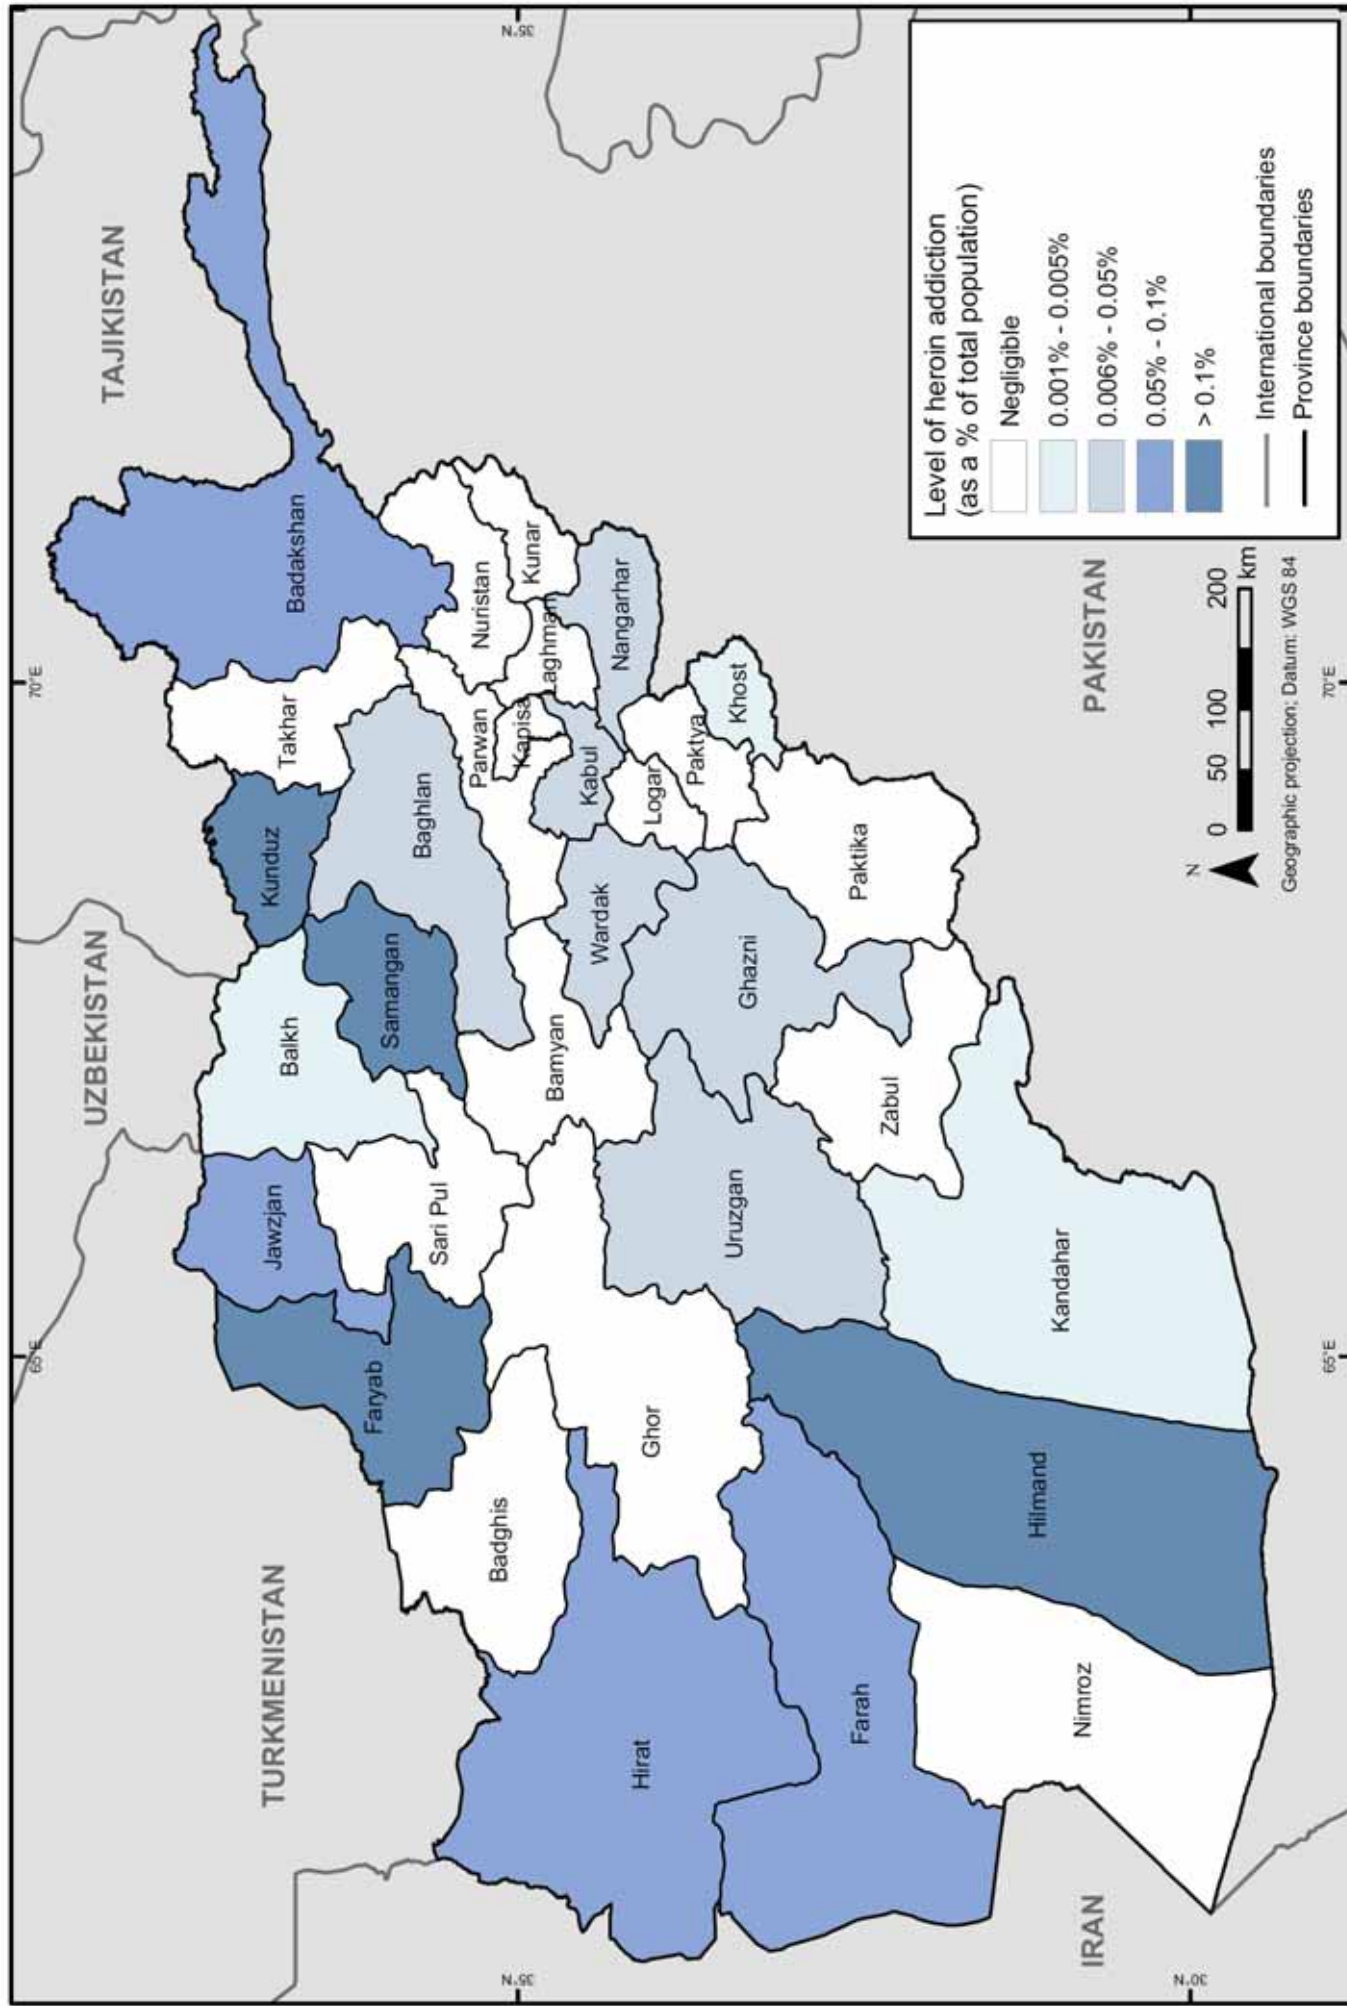 TAJIKISTAN
UZBEKISTAN
TURKMENISTAN
IRAN
PAKISTAN
65°E
70°E
35°N
35°N
30°N
65°E
70°E
Badakshan
Takhar
Kunduz
Balkh
Jawzjan
Faryab
Samangan
Baghlan
Sari Pul
Badghis
Nuristan
Kunar
Laghman
Nangarhar
Parwan
Kapisa
Kabul
Logar
Paktya
Khost
Wardak
Bamyan
Ghor
Hirat
Farah
Uruzgan
Ghazni
Paktika
Zabul
Kandahar
Hilmand
Nimroz
N
0 50 100 200
km
Geographic projection; Datum: WGS 84
Level of heroin addiction
(as a % of total population)
Negligible
0.001% - 0.005%
0.006% - 0.05%
0.05% - 0.1%
> 0.1%
International boundaries
Province boundaries